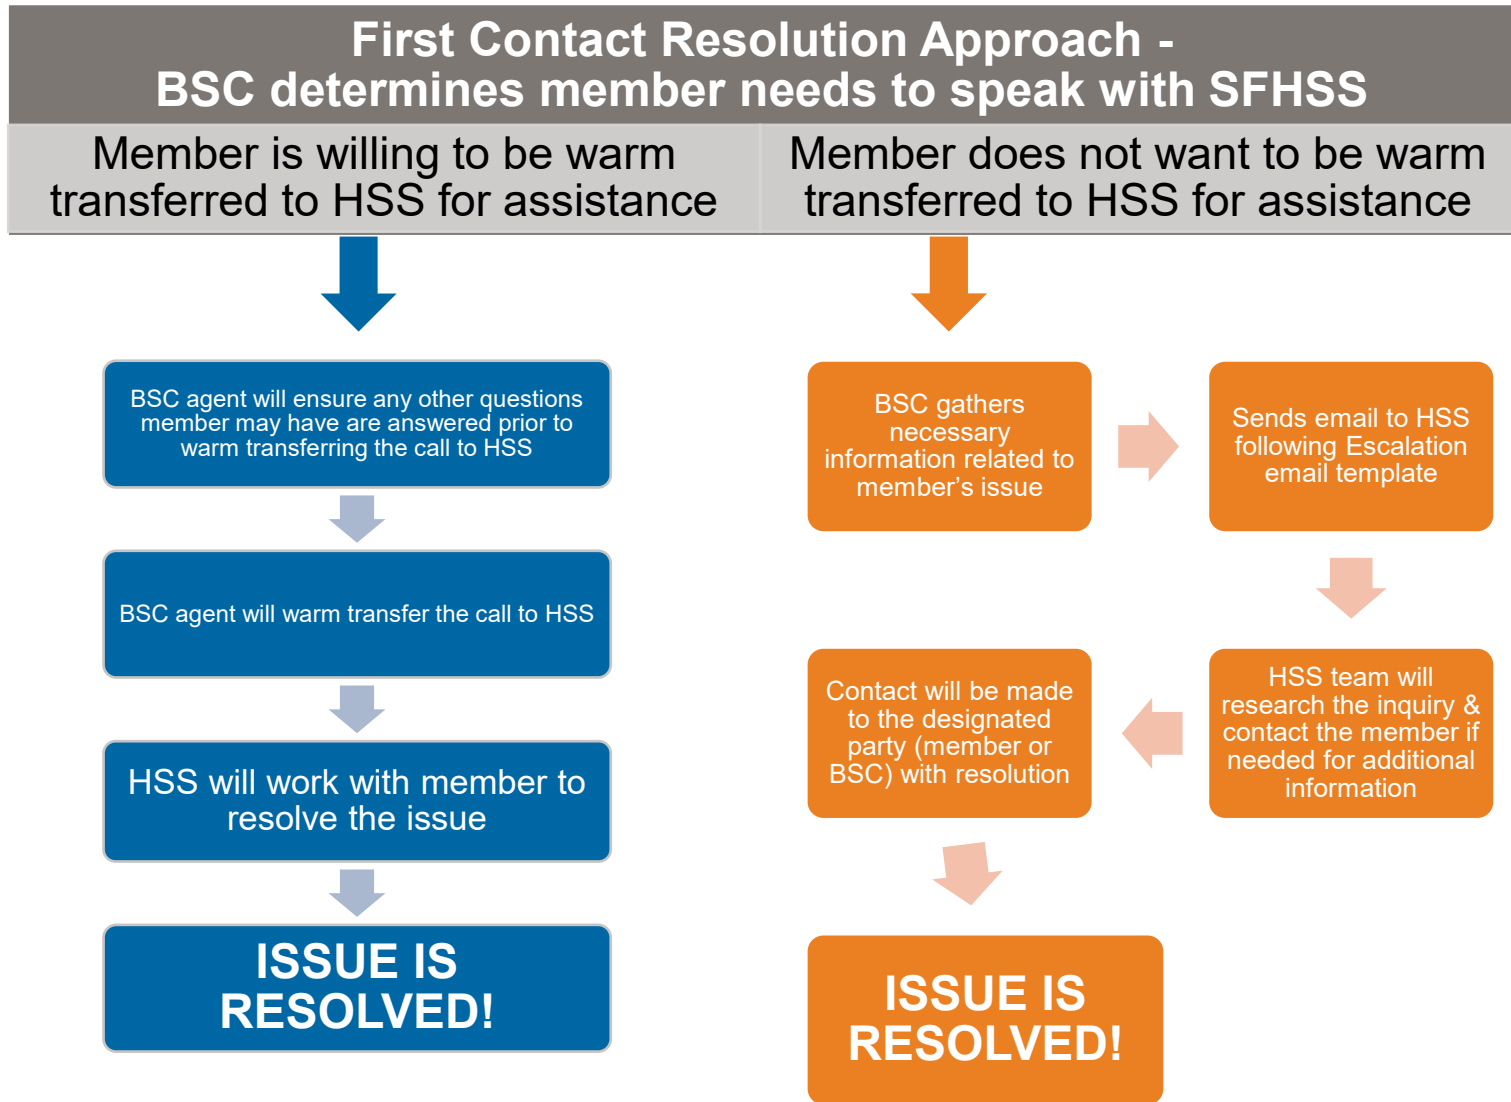 First Contact Resolution Approach -
BSC determines member needs to speak with SFHSS
Member is willing to be warm
transferred to HSS for assistance
Member does not want to be warm
transferred to HSS for assistance
BSC agent will ensure any other questions
member may have are answered prior to
warm transferring the call to HSS
BSC agent will warm transfer the call to HSS
HSS will work with member to
resolve the issue
ISSUE IS
RESOLVED!
BSC gathers
necessary
information related to
member’s issue
Sends email to HSS
following Escalation
email template
HSS team will
research the inquiry &
contact the member if
needed for additional
information
Contact will be made
to the designated
party (member or
BSC) with resolution
ISSUE IS
RESOLVED!